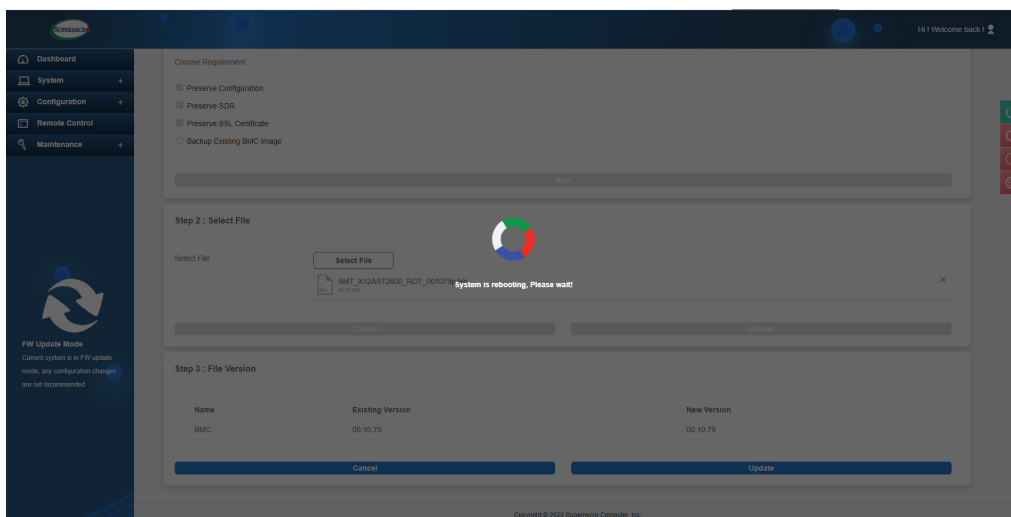 SUPERMICRO
Hi ! Welcome back !
Dashboard
System +
Configuration +
Remote Control
Maintenance +
FW Update Mode
Current system is in FW update
mode, any configuration changes
are not recommended.
Choose Requirement
Preserve Configuration
Preserve SDR
Preserve SSL Certificate
Backup Existing BMC Image
Next
Step 2 : Select File
Select File
Select File
SMT_X12AST2600_ROT_001079p
System is rebooting, Please wait!
Cancel
Upload
Step 3 : File Version
Name Existing Version New Version
BMC 00.10.75 00.10.79
Cancel
Update
Copyright © 2020 Supermicro Computer, Inc.